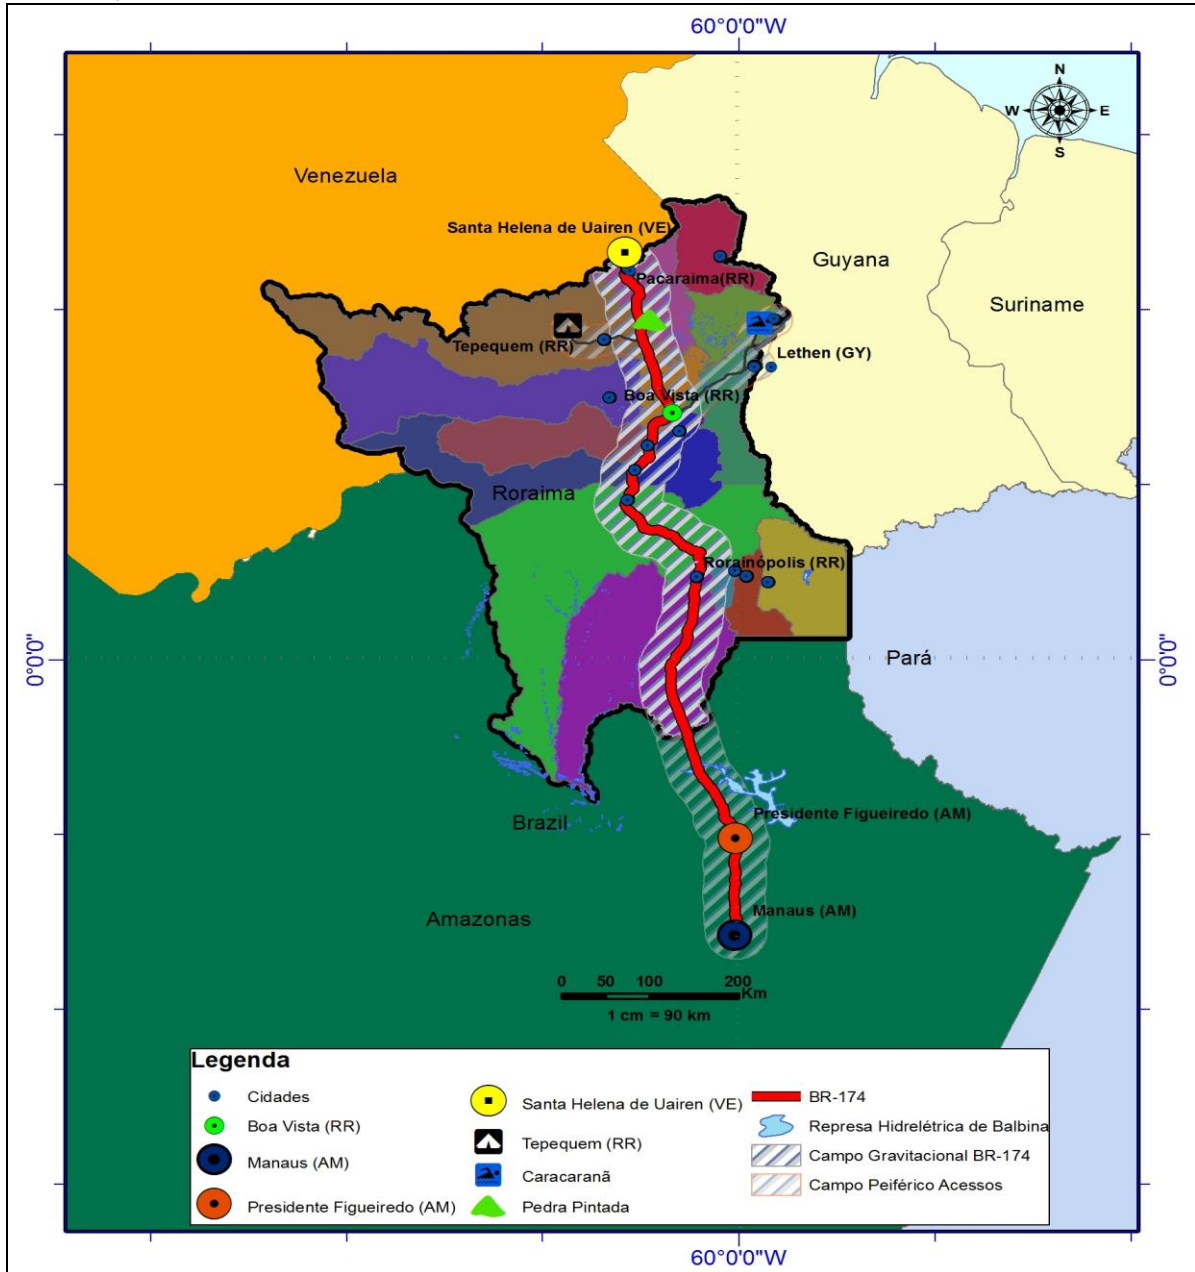 60°0'0"W
N
W E
S
Venezuela
Santa Helena de Uairen (VE)
Guyana
Pacaraima(RR)
Suriname
Tepequem (RR)
Lethen (GY)
Boa Vista (RR)
Roraima
Rorainópolis (RR)
0°0'0"
Pará
0°0'0"
Presidente Figueiredo (AM)
Brazil
Manaus (AM)
Amazonas
0 50 100 200
Km
1 cm = 90 km
Legenda
Cidades
Boa Vista (RR)
Manaus (AM)
Presidente Figueiredo (AM)
Santa Helena de Uairen (VE)
Tepequem (RR)
Caracaranã
Pedra Pintada
BR-174
Represa Hidrelétrica de Balbina
Campo Gravitacional BR-174
Campo Peiférico Acessos
60°0'0"W